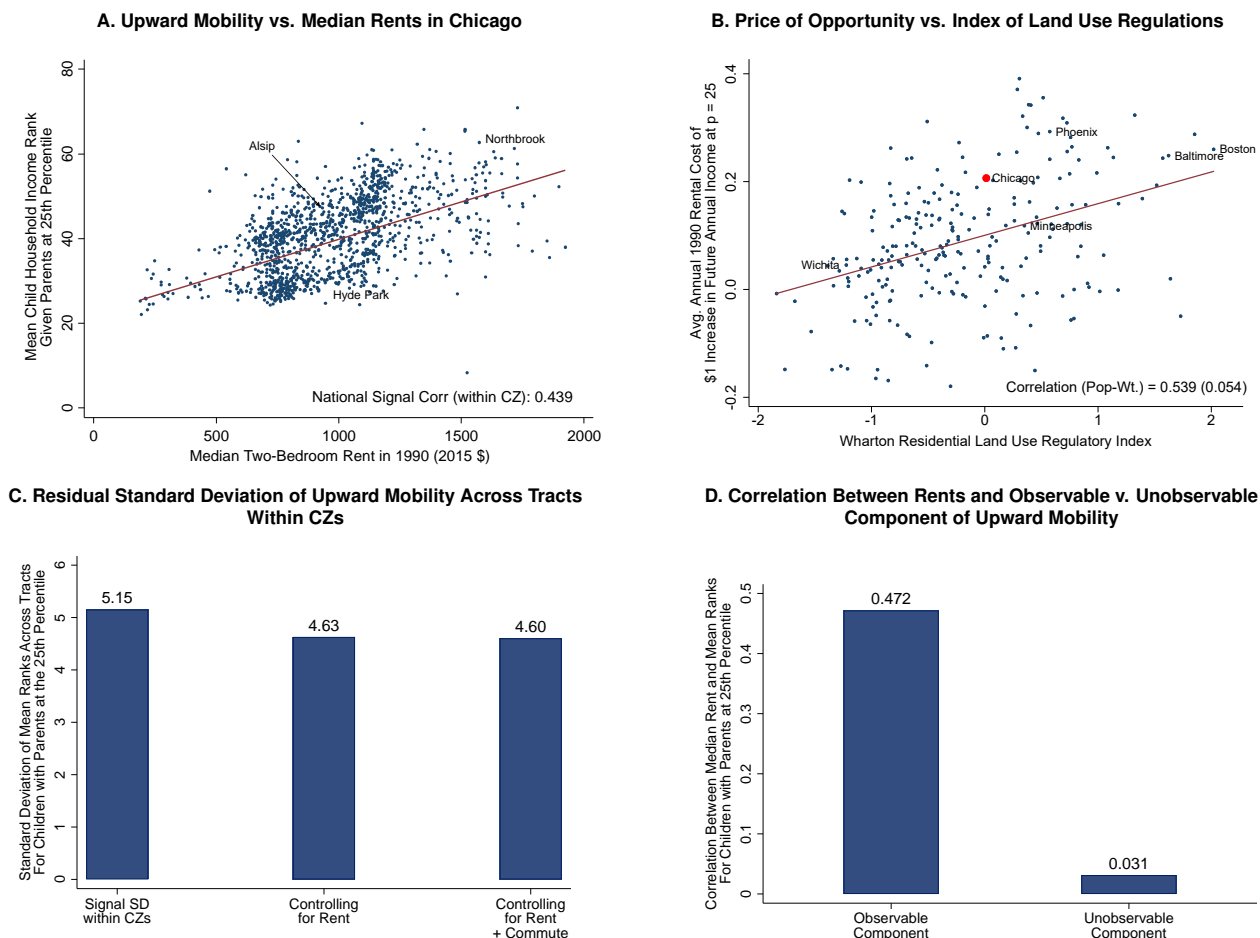 A. Upward Mobility vs. Median Rents in Chicago
Mean Child Household Income Rank
Given Parents at 25th Percentile
80
60
40
20
0
Alsip
Northbrook
Hyde Park
National Signal Corr (within CZ): 0.439
0
500
1000
1500
2000
Median Two-Bedroom Rent in 1990 (2015 $)
B. Price of Opportunity vs. Index of Land Use Regulations
Avg. Annual 1990 Rental Cost of
$1 Increase in Future Annual Income at p = 25
0.4
0.2
0.0
-0.2
Phoenix
Boston
Baltimore
Chicago
Minneapolis
Wichita
Correlation (Pop-Wt.) = 0.539 (0.054)
-2
-1
0
1
2
Wharton Residential Land Use Regulatory Index
C. Residual Standard Deviation of Upward Mobility Across Tracts
Within CZs
Standard Deviation of Mean Ranks Across Tracts
For Children with Parents at the 25th Percentile
6
5
4
3
2
1
0
5.15
4.63
4.60
Signal SD
within CZs
Controlling
for Rent
Controlling
for Rent
+ Commute
D. Correlation Between Rents and Observable v. Unobservable
Component of Upward Mobility
Correlation Between Median Rent and Mean Ranks
For Children with Parents at 25th Percentile
0.5
0.4
0.3
0.2
0.1
0
0.472
0.031
Observable
Component
Unobservable
Component